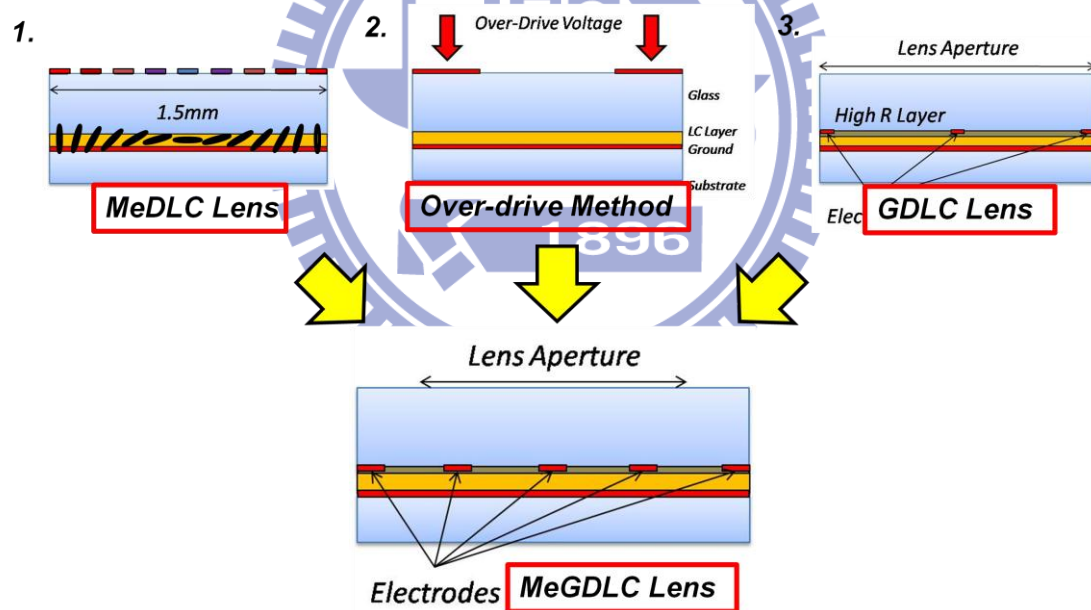 1.
1.5mm
MeDLC Lens
2.
Over-Drive Voltage
Glass
LC Layer
Ground
Substrate
Over-drive Method
3.
Lens Aperture
High R Layer
Elec
GDLC Lens
1896
Lens Aperture
Electrodes
MeGDLC Lens